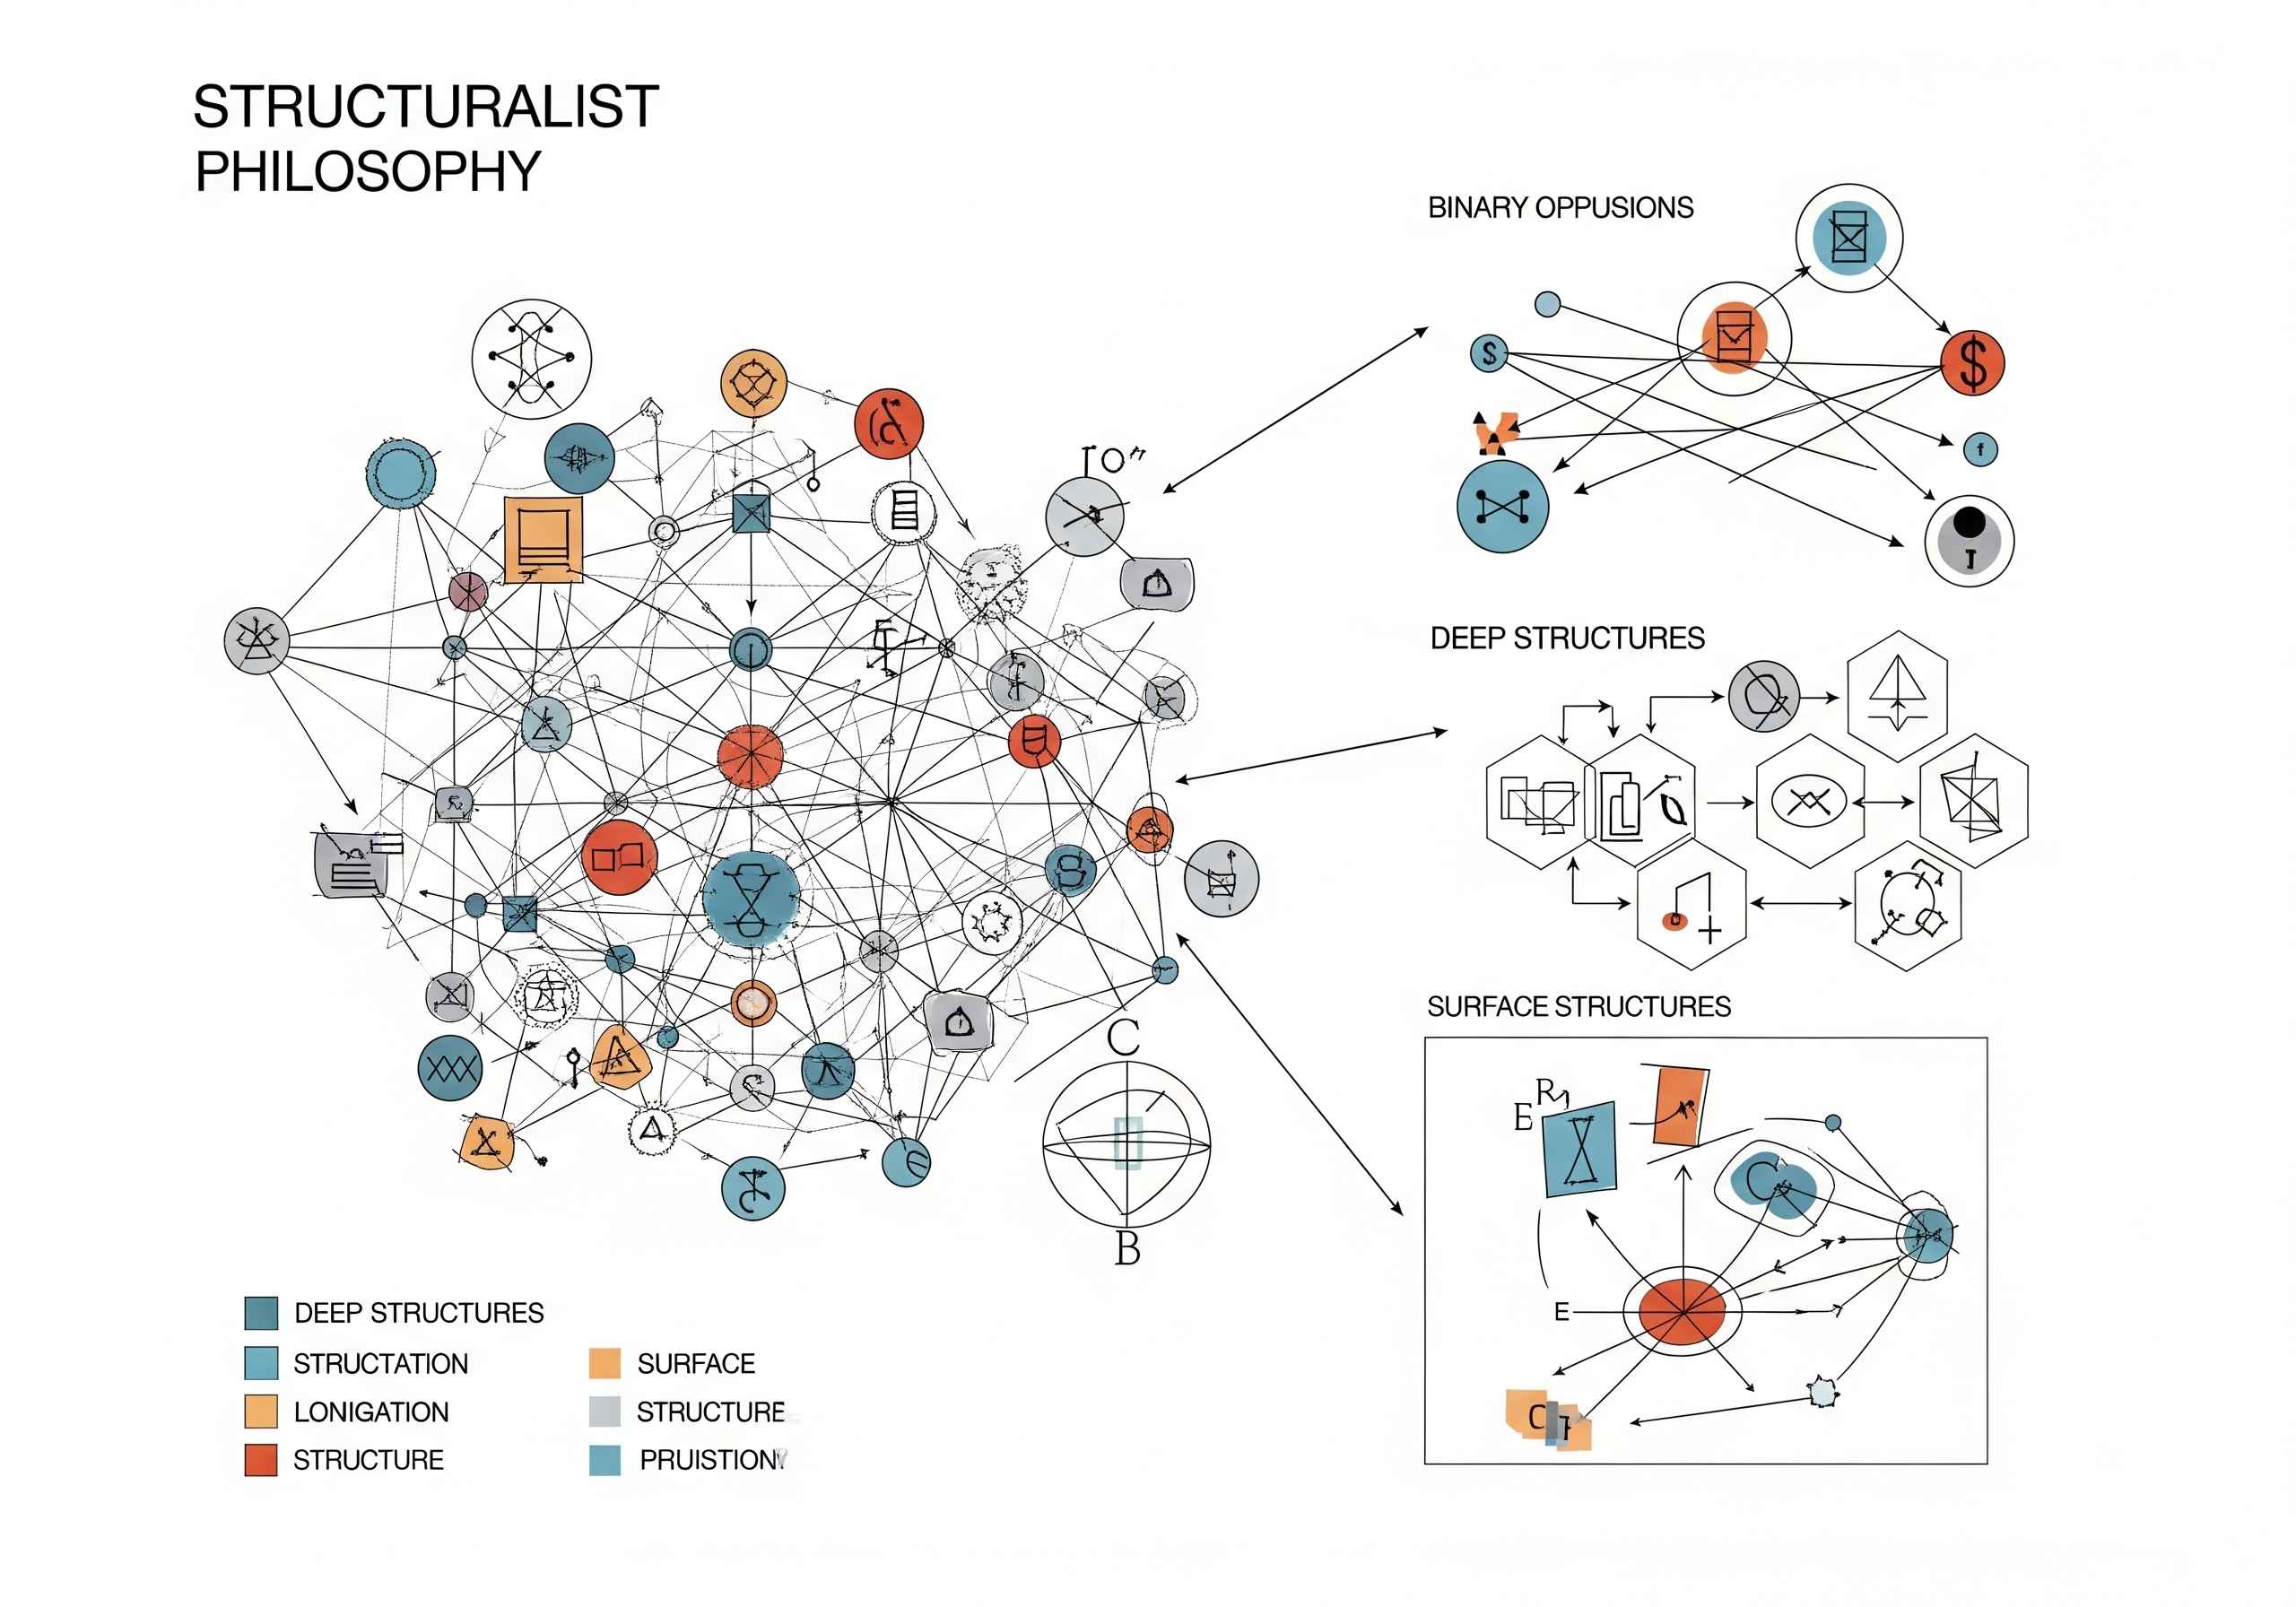 STRUCTURALIST
PHILOSOPHY
BINARY OPPUSIONS
S
$
f
DEEP STRUCTURES
SURFACE STRUCTURES
E
E
C
B
DEEP STRUCTURES
STRUCTATION
LONIGATION
STRUCTURE
SURFACE
STRUCTURE
PRUISTION